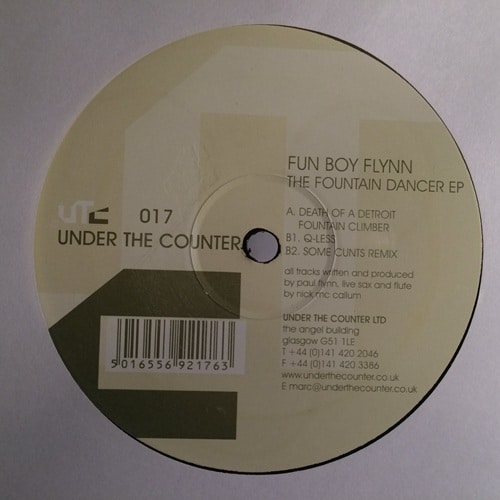 UTC
017
UNDER THE COUNTER
5 016556 921763
FUN BOY FLYNN
THE FOUNTAIN DANCER EP
A. DEATH OF A DETROIT
FOUNTAIN CLIMBER
B1. Q-LESS
B2. SOME CUNTS REMIX
all tracks written and produced
by paul flynn, live sax and flute
by nick mc callum
UNDER THE COUNTER LTD
the angel building
glasgow G51 1LE
T +44 (0)141 420 2046
F +44 (0)141 420 3386
www.underthecounter.co.uk
E marc@underthecounter.co.uk